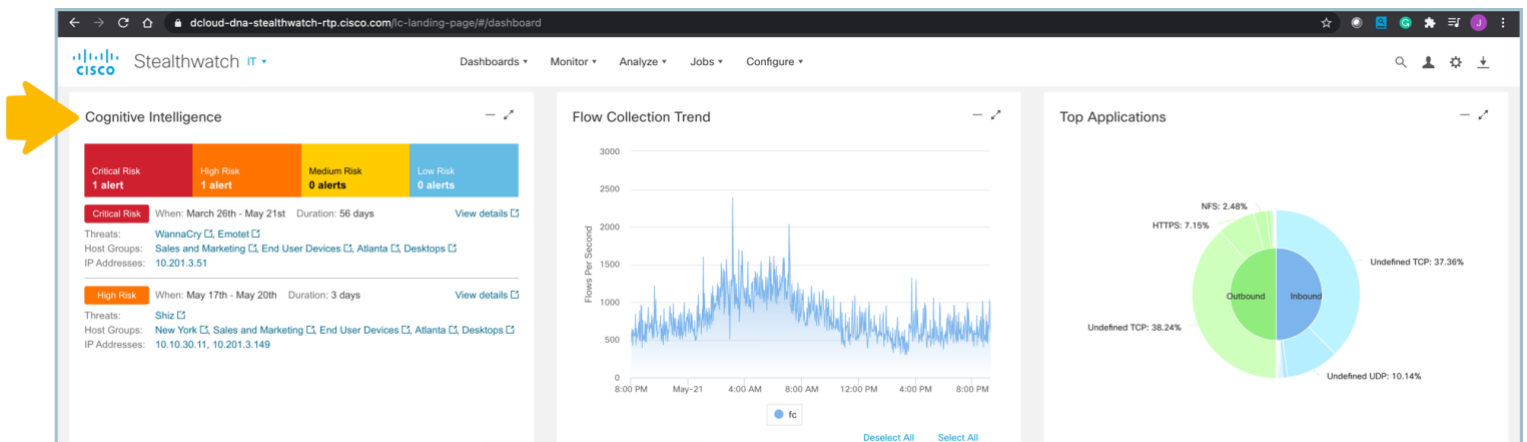 dcloud-dna-stealthwatch-rtp.cisco.com/lc-landing-page/#/dashboard
J
CISCO
Stealthwatch IT
Dashboards
Monitor
Analyze
Jobs
Configure
Cognitive Intelligence
Critical Risk
1 alert
High Risk
1 alert
Medium Risk
0 alerts
Low Risk
0 alerts
Critical Risk When: March 26th - May 21st Duration: 56 days View details
Threats: WannaCry, Emotet
Host Groups: Sales and Marketing, End User Devices, Atlanta, Desktops
IP Addresses: 10.201.3.51
High Risk When: May 17th - May 20th Duration: 3 days View details
Threats: Shiz
Host Groups: New York, Sales and Marketing, End User Devices, Atlanta, Desktops
IP Addresses: 10.10.30.11, 10.201.3.149
Flow Collection Trend
Flows Per Second
3000
2500
2000
1500
1000
500
0
8:00 PM May-21 4:00 AM 8:00 AM 12:00 PM 4:00 PM 8:00 PM
fc
Deselect All Select All
Top Applications
NFS: 2.48%
HTTPS: 7.15%
Undefined TCP: 37.36%
Outbound Inbound
Undefined TCP: 38.24%
Undefined UDP: 10.14%